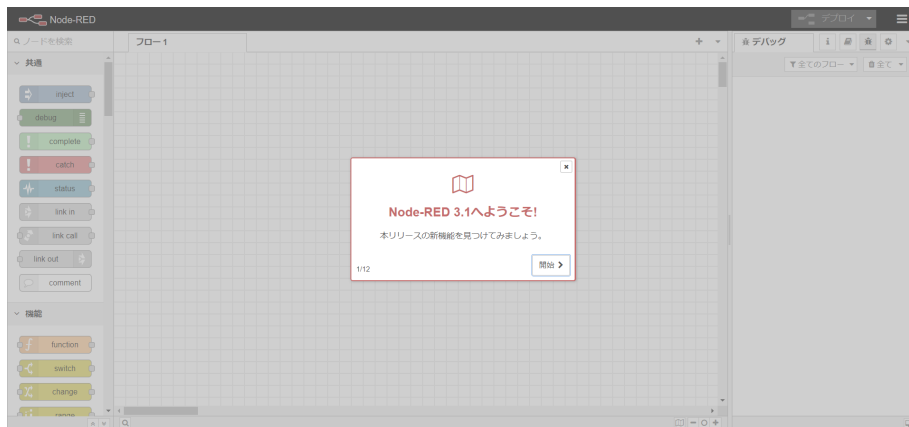 Node-RED
デプロイ
ノードを検索
フロー 1
デバッグ
全てのフロー
全て
共通
inject
debug
complete
catch
status
link in
link call
link out
comment
機能
function
switch
change
range
Node-RED 3.1へようこそ!
本リリースの新機能を見つけてみましょう。
1/12
開始